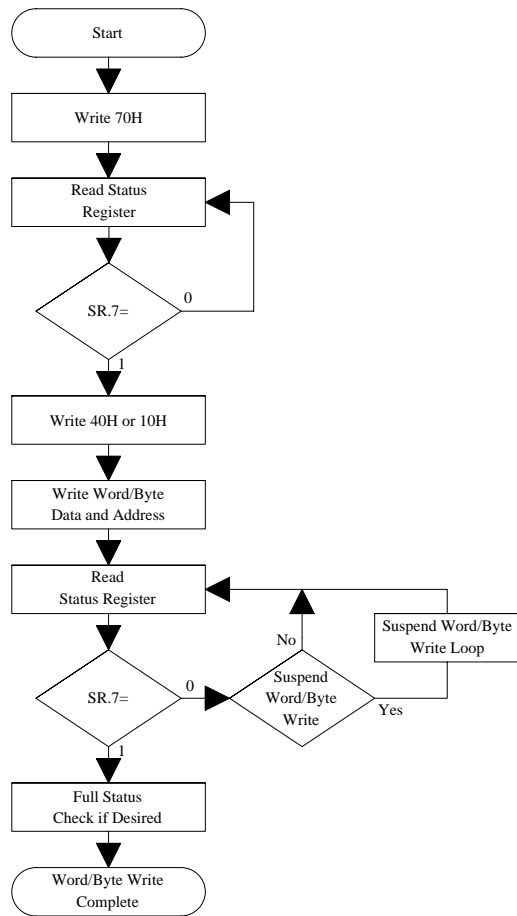 Start
Write 70H
Read Status
Register
SR.7=
0
1
Write 40H or 10H
Write Word/Byte
Data and Address
Read
Status Register
SR.7=
0
1
No
Suspend
Word/Byte
Write
Yes
Suspend Word/Byte
Write Loop
Full Status
Check if Desired
Word/Byte Write
Complete